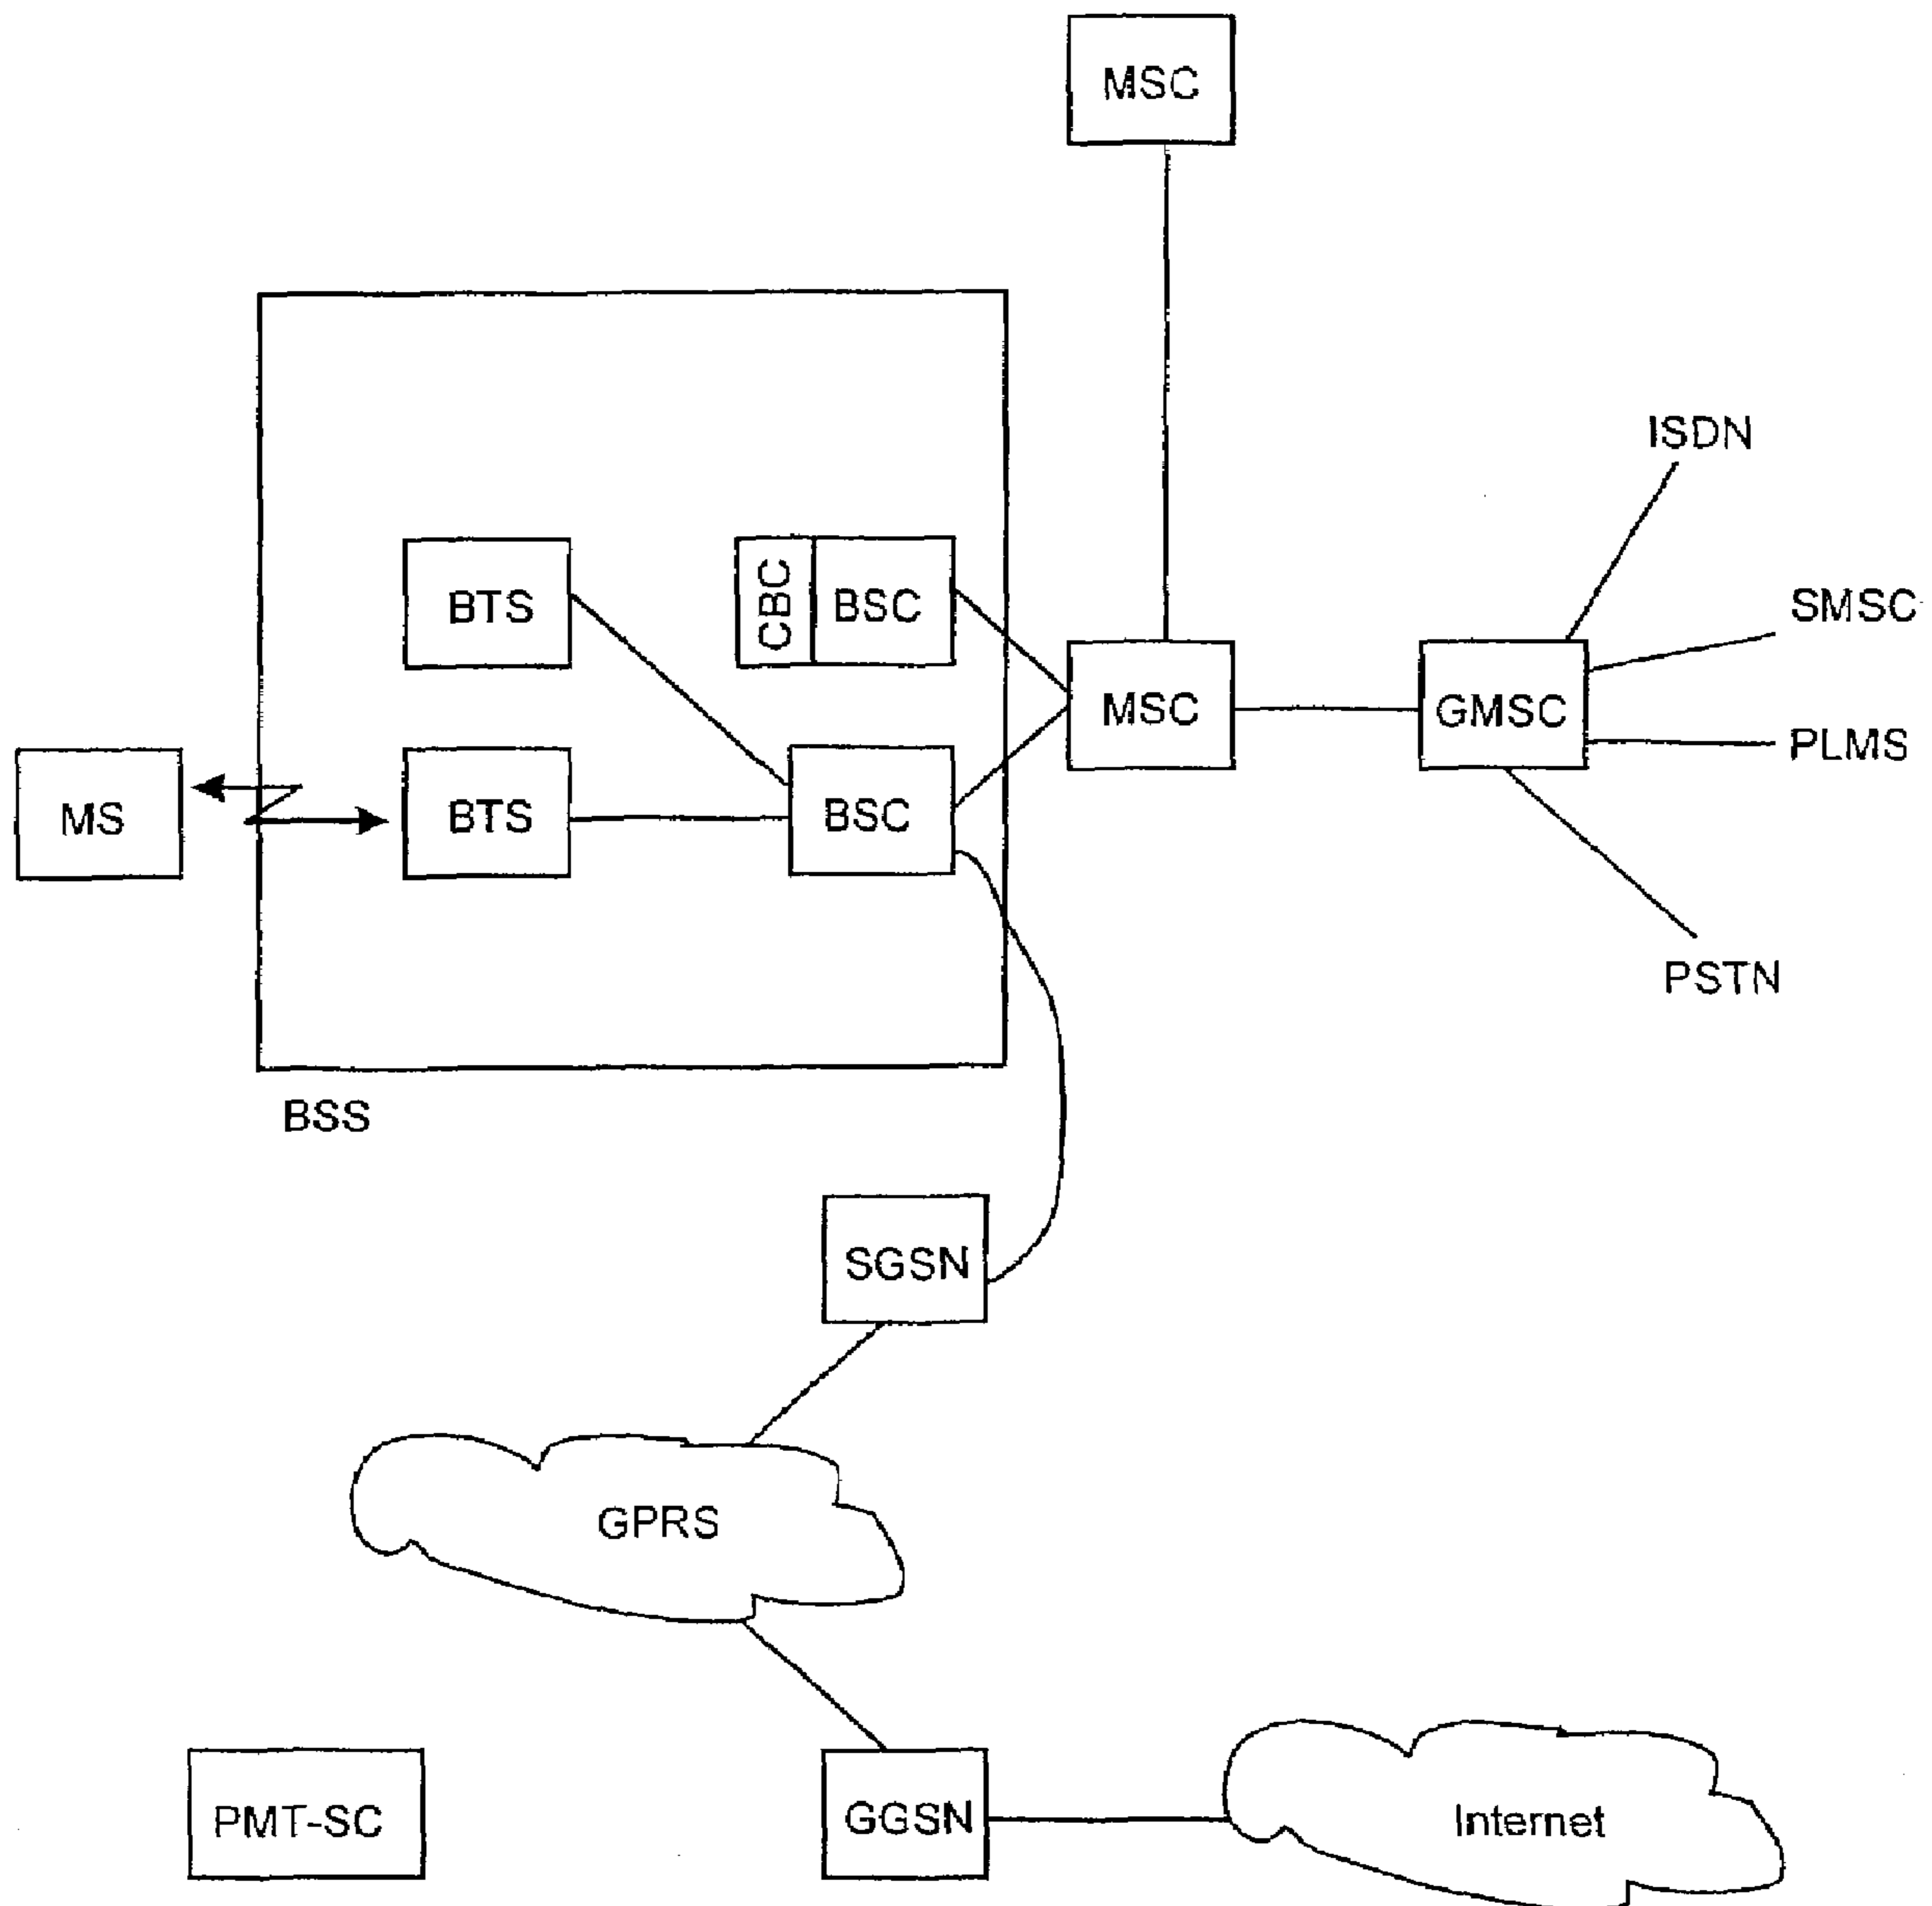 MSC
ISDN
BTS
CBC
BSC
SMSC
MSC
GMSC
PLMS
MS
BTS
BSC
PSTN
BSS
SGSN
GPRS
PMT-SC
GGSN
Internet